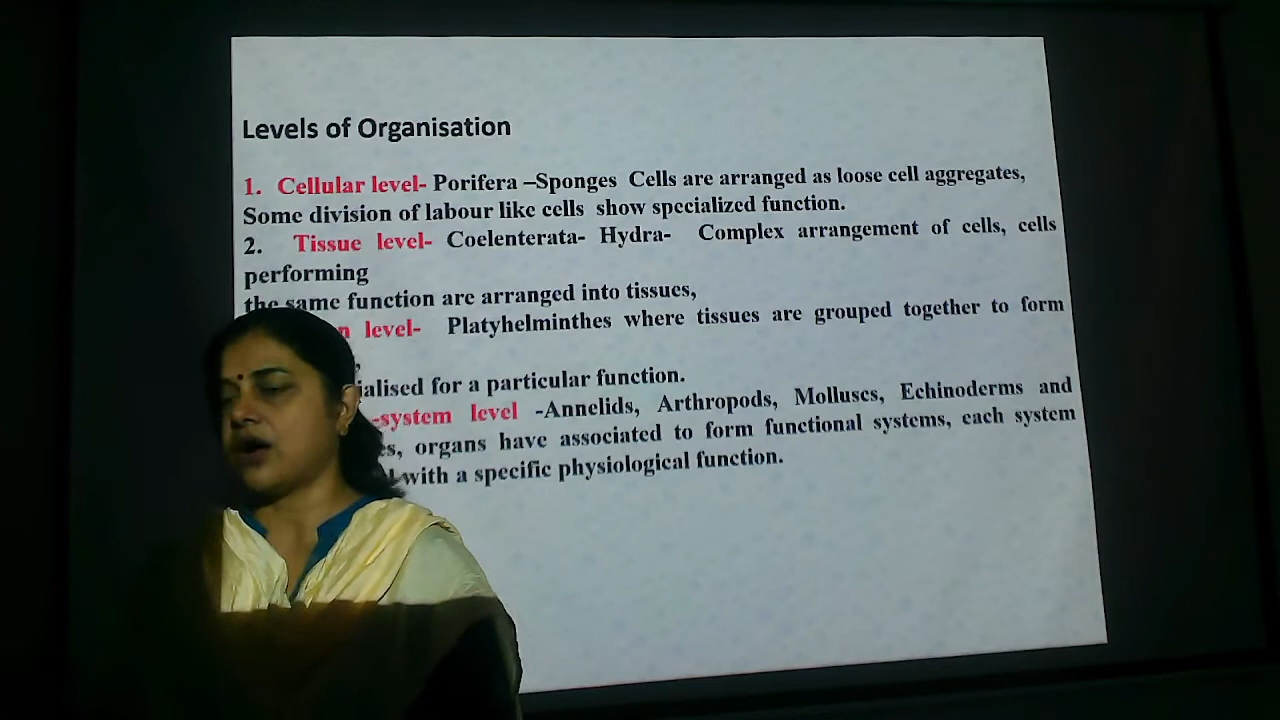 Levels of Organisation
1. Cellular level- Porifera –Sponges Cells are arranged as loose cell aggregates,
Some division of labour like cells show specialized function.
2. Tissue level- Coelenterata- Hydra- Complex arrangement of cells, cells
performing
the same function are arranged into tissues,
level- Platyhelminthes where tissues are grouped together to form
for a particular function.
-system level -Annelids, Arthropods, Molluscs, Echinoderms and
organs have associated to form functional systems, each system
with a specific physiological function.